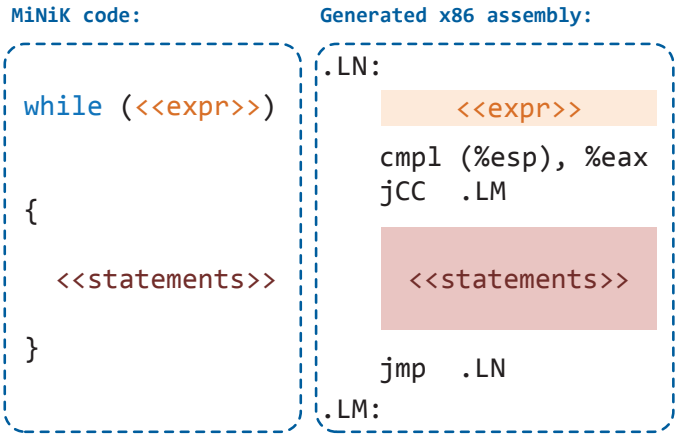 MiNiK code:
while (<<expr>>)
{
<<statements>>
}
Generated x86 assembly:
.LN:
<<expr>>
cmpl (%esp), %eax
jCC .LM
<<statements>>
jmp .LN
.LM: